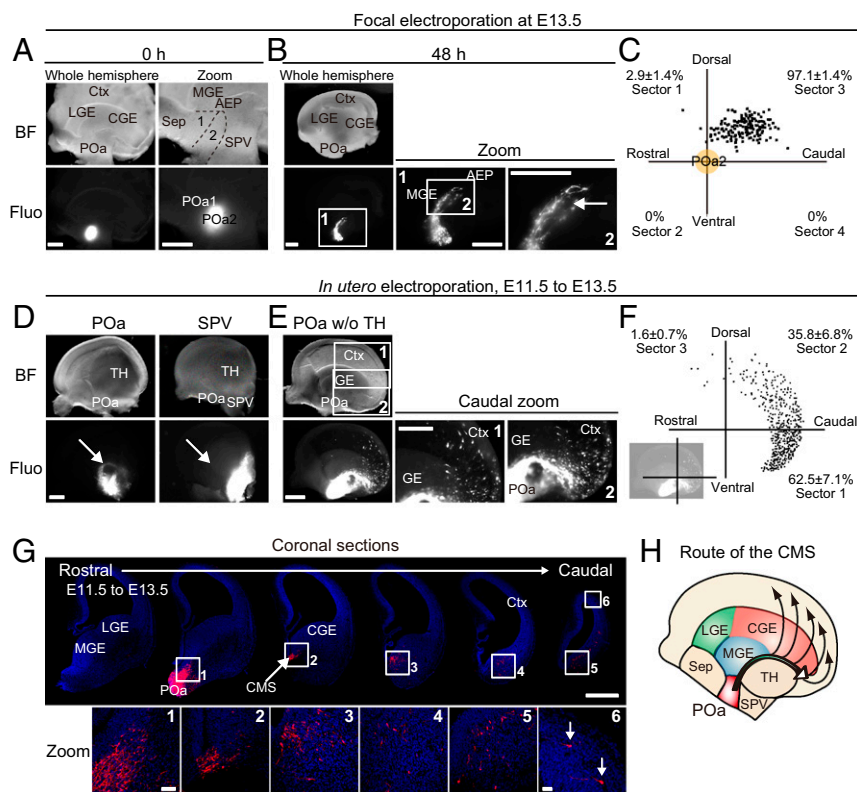 Focal electroporation at E13.5
A
0 h
B
48 h
C
Whole hemisphere
Zoom
Whole hemisphere
BF
Ctx
LGE
CGE
POa
MGE
AEP
Sep
1
2
SPV
Ctx
LGE
CGE
POa
Zoom
Fluo
POa1
POa2
1
1
AEP
MGE
2
2
2.9±1.4%
Sector 1
Dorsal
97.1±1.4%
Sector 3
Rostral
POa2
Caudal
0%
Sector 2
Ventral
0%
Sector 4
In utero electroporation, E11.5 to E13.5
D
POa
SPV
E
POa w/o TH
F
BF
TH
POa
TH
POa
SPV
Ctx
1
GE
POa
2
Caudal zoom
Fluo
Ctx
1
GE
GE
Ctx
POa
2
1.6±0.7%
Sector 3
Dorsal
35.8±6.8%
Sector 2
Rostral
Caudal
Ventral
62.5±7.1%
Sector 1
G
Coronal sections
Rostral
Caudal
E11.5 to E13.5
LGE
MGE
POa
1
CGE
2
CMS
3
Ctx
4
6
5
Zoom
1
2
3
4
5
6
H
Route of the CMS
LGE
CGE
MGE
Sep
TH
SPV
POa